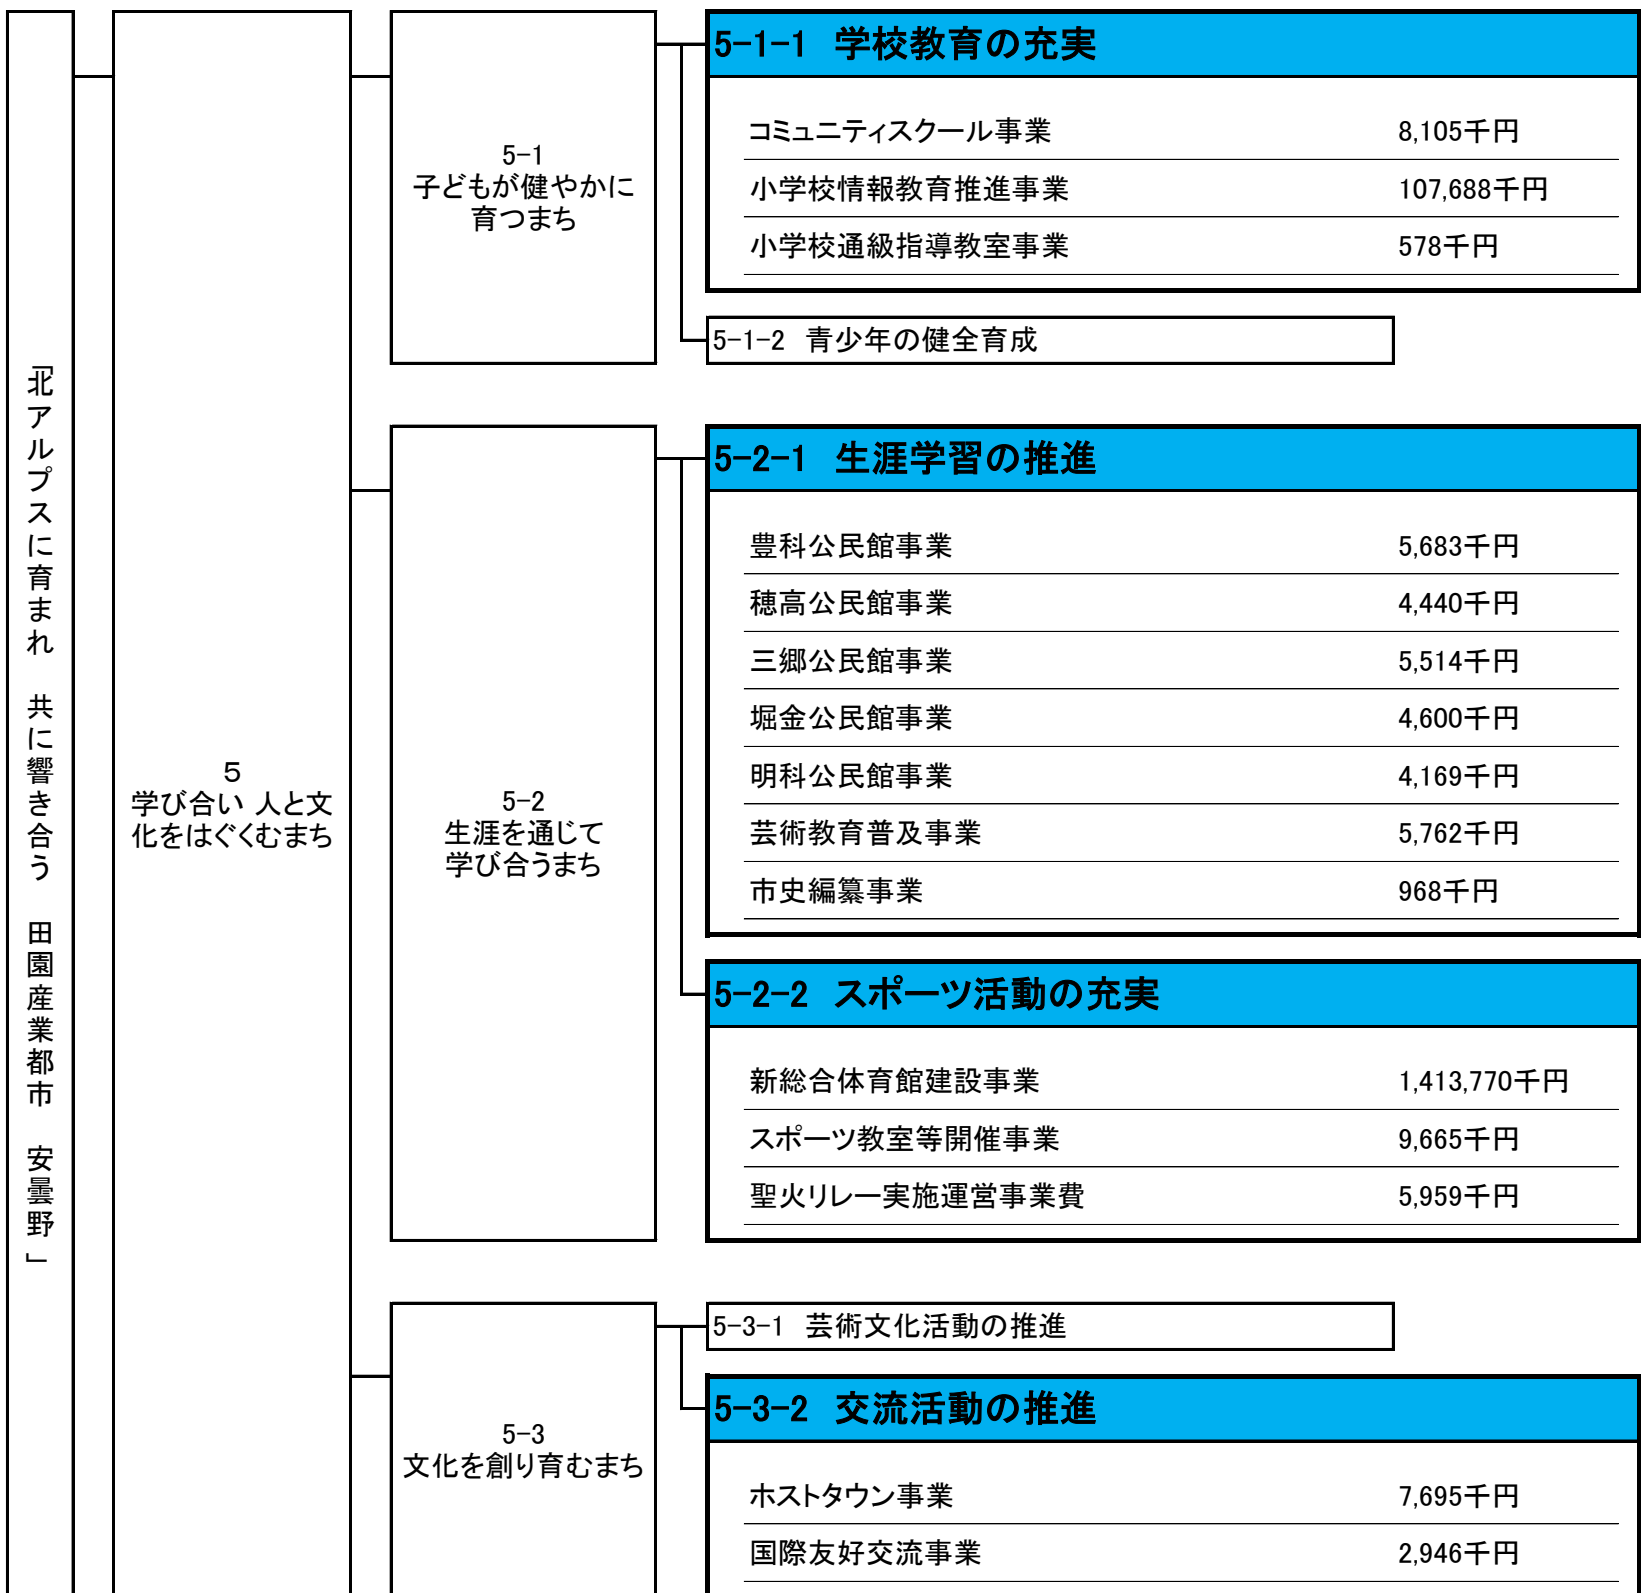 『北アルプスに育まれ　共に響き合う　田園産業都市　安曇野」
5
学び合い 人と文
化をはぐくむまち
5-1
子どもが健やかに
育つまち
5-1-1 学校教育の充実
コミュニティスクール事業 8,105千円
小学校情報教育推進事業 107,688千円
小学校通級指導教室事業 578千円
5-1-2 青少年の健全育成
5-2
生涯を通じて
学び合うまち
5-2-1 生涯学習の推進
豊科公民館事業 5,683千円
穂高公民館事業 4,440千円
三郷公民館事業 5,514千円
堀金公民館事業 4,600千円
明科公民館事業 4,169千円
芸術教育普及事業 5,762千円
市史編纂事業 968千円
5-2-2 スポーツ活動の充実
新総合体育館建設事業 1,413,770千円
スポーツ教室等開催事業 9,665千円
聖火リレー実施運営事業費 5,959千円
5-3
文化を創り育むまち
5-3-1 芸術文化活動の推進
5-3-2 交流活動の推進
ホストタウン事業 7,695千円
国際友好交流事業 2,946千円